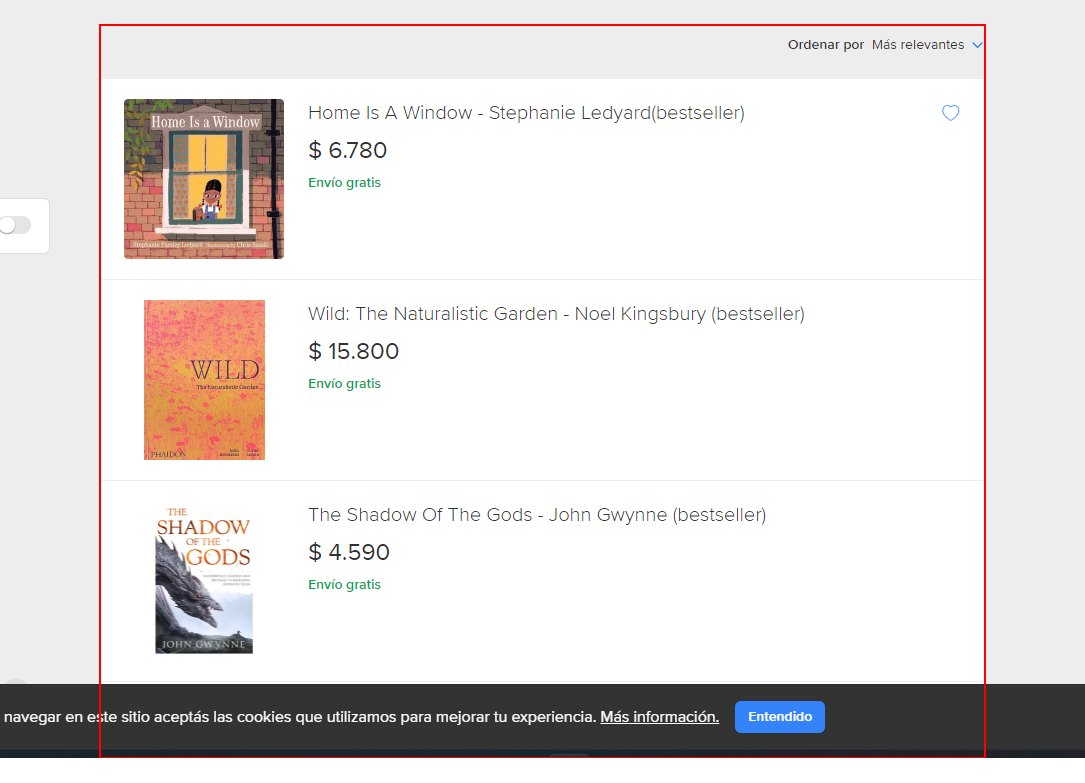 Ordenar por Más relevantes
Home Is a Window
Stephanie Parsley Ledyard
Home Is A Window - Stephanie Ledyard(bestseller)
$ 6.780
Envío gratis
WILD
The Naturalistic Garden
PHAIDON
Wild: The Naturalistic Garden - Noel Kingsbury (bestseller)
$ 15.800
Envío gratis
THE
SHADOW
OF THE
GODS
JOHN GWYNNE
The Shadow Of The Gods - John Gwynne (bestseller)
$ 4.590
Envío gratis
navegar en este sitio aceptás las cookies que utilizamos para mejorar tu experiencia. Más información.
Entendido